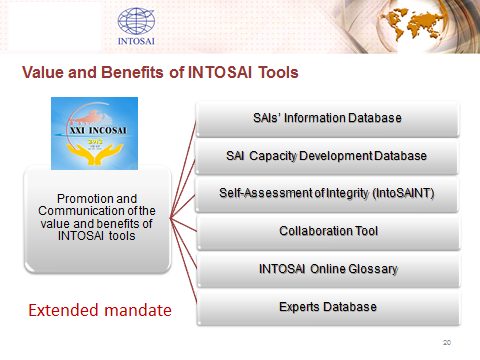 INTOSAI
Value and Benefits of INTOSAI Tools
XXI INCOSAI
Promotion and
Communication of the
value and benefits of
INTOSAI tools
Extended mandate
SAIs' Information Database
SAI Capacity Development Database
Self-Assessment of Integrity (IntoSAINT)
Collaboration Tool
INTOSAI Online Glossary
Experts Database
20